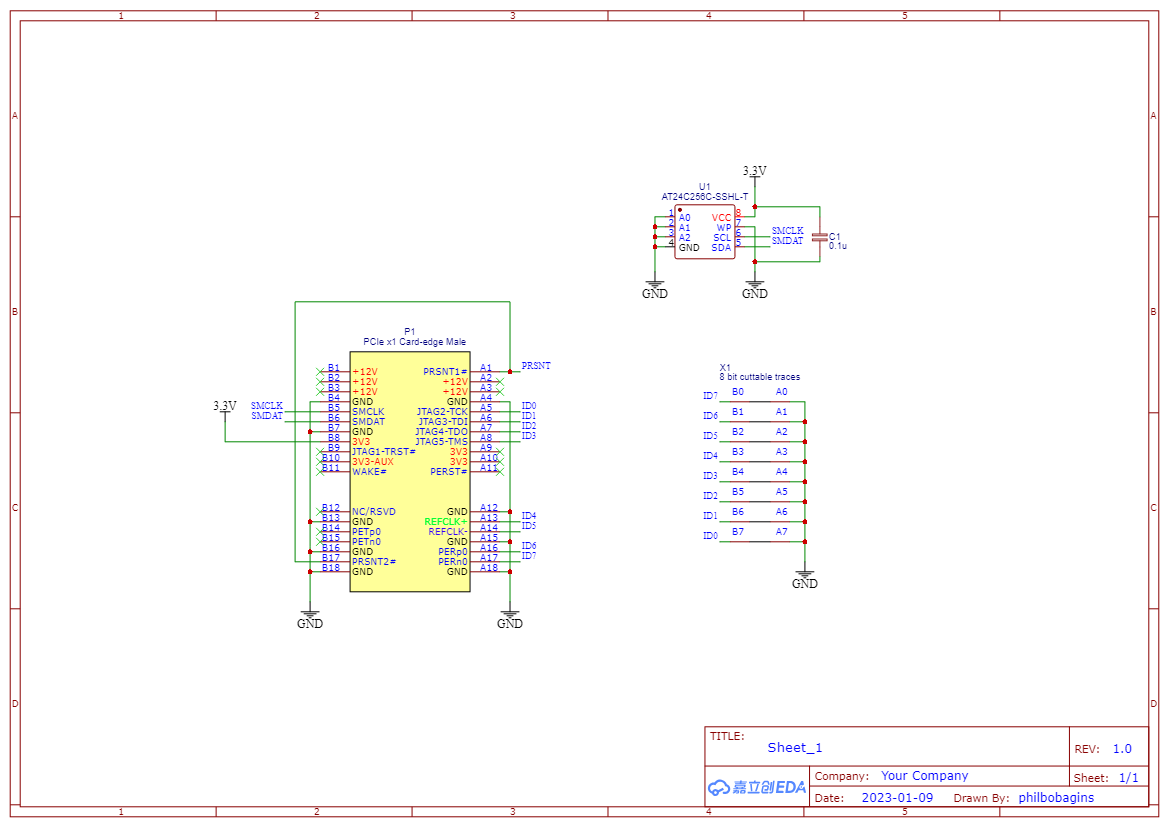 1 2 3 4 5
A A
B B
C C
D D
3.3V
U1
AT24C256C-SSHL-T
1 A0 VCC 8
2 A1 WP 7
3 A2 SCL 6 SMCLK
4 GND SDA 5 SMDAT
C1
0.1u
GND GND
P1
PCIe x1 Card-edge Male
B1 +12V PRSNT1# A1 PRSNT
B2 +12V +12V A2
B3 +12V +12V A3
B4 GND GND A4
3.3V SMCLK B5 SMCLK JTAG2-TCK A5 ID0
SMDAT B6 SMDAT JTAG3-TDI A6 ID1
B7 GND JTAG4-TDO A7 ID2
B8 3V3 JTAG5-TMS A8 ID3
B9 JTAG1-TRST# 3V3 A9
B10 3V3-AUX 3V3 A10
B11 WAKE# PERST# A11
B12 NC/RSVD GND A12
B13 GND REFCLK+ A13 ID4
B14 PETp0 REFCLK- A14 ID5
B15 PETn0 GND A15
B16 GND PERp0 A16 ID6
B17 PRSNT2# PERn0 A17 ID7
B18 GND GND A18
GND GND
X1
8 bit cuttable traces
ID7 B0 A0
ID6 B1 A1
ID5 B2 A2
ID4 B3 A3
ID3 B4 A4
ID2 B5 A5
ID1 B6 A6
ID0 B7 A7
GND
TITLE:
Sheet_1
REV: 1.0
嘉立创EDA
Company: Your Company
Sheet: 1/1
Date: 2023-01-09 Drawn By: philbobagins
1 2 3 4 5